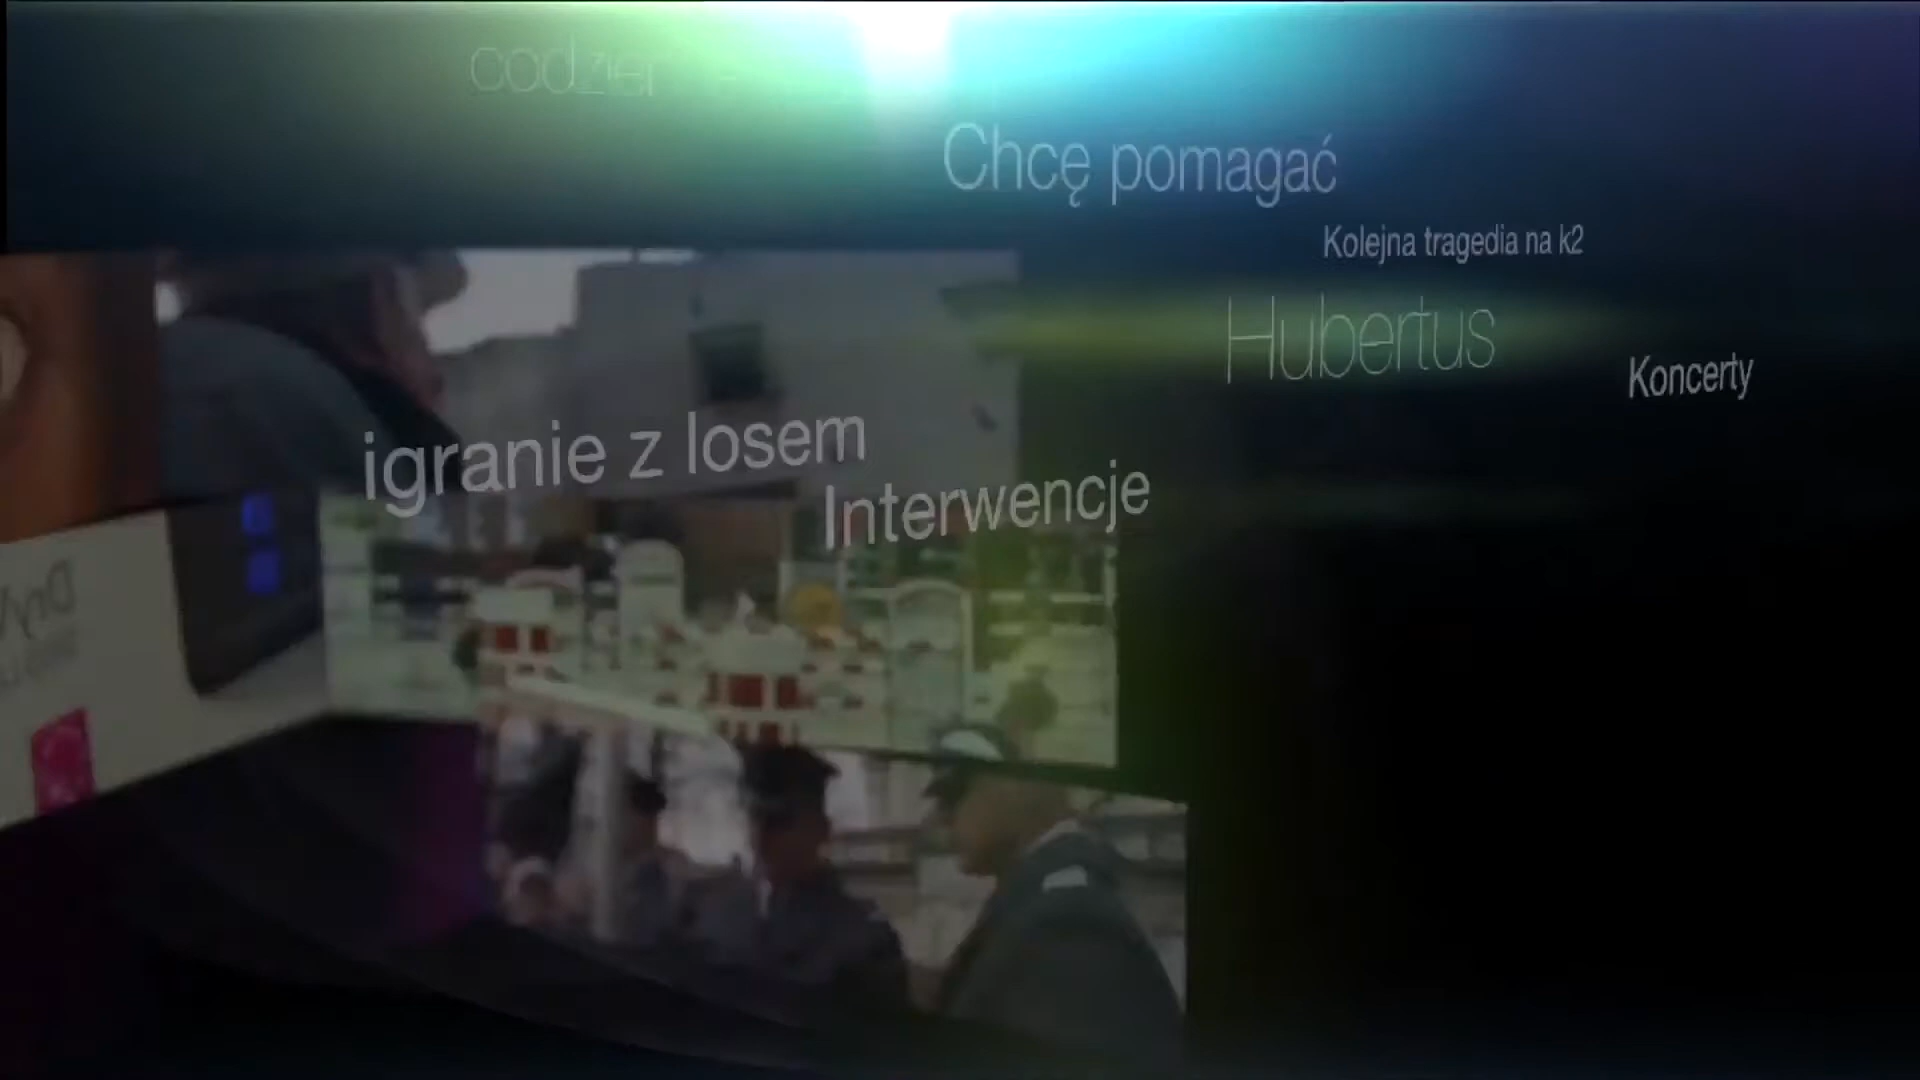 Chcę pomagać
Kolejna tragedia na k2
Hubertus
Koncerty
igranie z losem
Interwencje